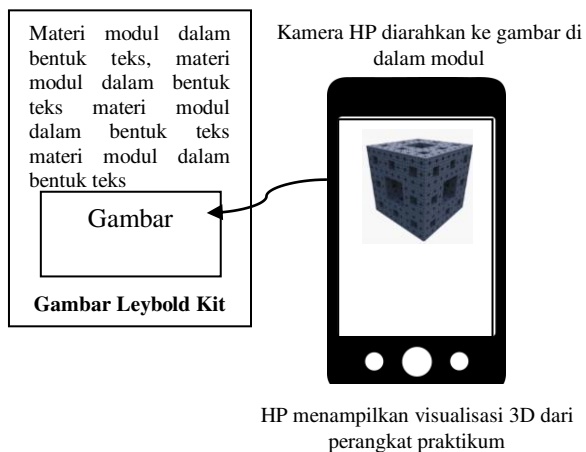 Materi modul dalam
bentuk teks, materi
modul dalam bentuk
teks materi modul
dalam bentuk teks
materi modul dalam
bentuk teks
Gambar
Gambar Leybold Kit
Kamera HP diarahkan ke gambar di
dalam modul
HP menampilkan visualisasi 3D dari
perangkat praktikum